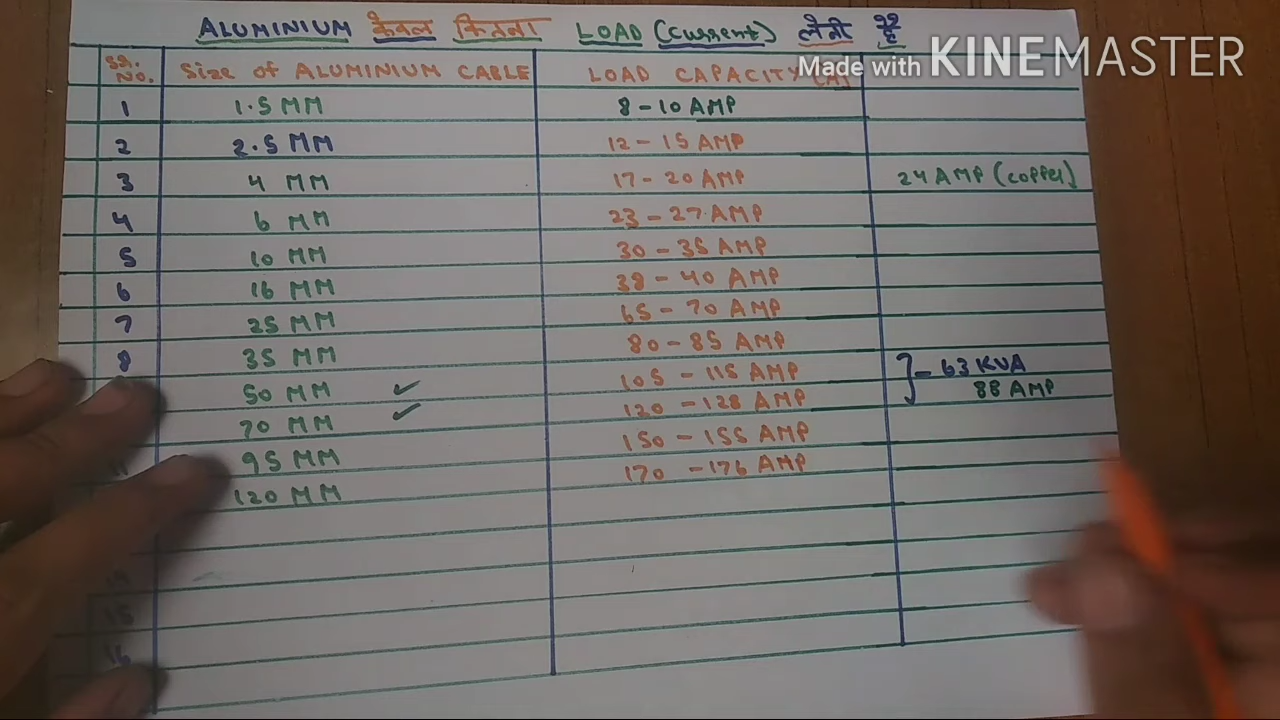 ALUMINIUM केबल कितना LOAD (current) लेती है
Made with KINEMASTER
SR. NO. Size of ALUMINIUM CABLE LOAD CAPACITY (A)
1 1.5 MM 8-10 AMP
2 2.5 MM 12-15 AMP
3 4 MM 17-20 AMP 24 AMP (copper)
4 6 MM 23-27 AMP
5 10 MM 30-35 AMP
6 16 MM 38-40 AMP
7 25 MM 65-70 AMP
8 35 MM 80-85 AMP
50 MM ✓ 105-115 AMP } - 63 KVA
70 MM ✓ 120-128 AMP 88 AMP
95 MM 150-155 AMP
120 MM 170-176 AMP
15
16